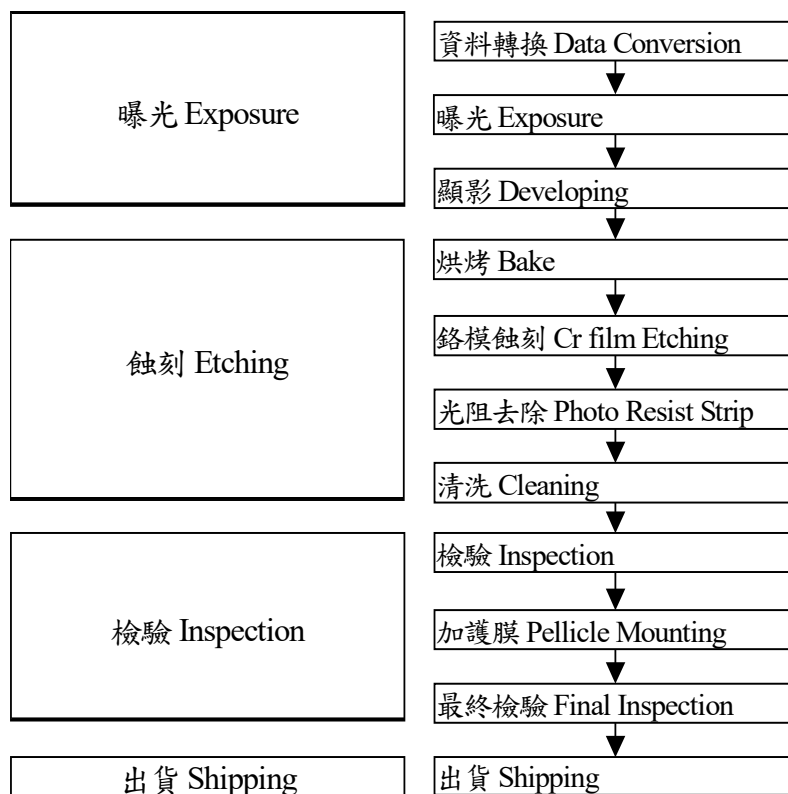 曝光 Exposure
資料轉換 Data Conversion
曝光 Exposure
顯影 Developing
蝕刻 Etching
烘烤 Bake
鉻模蝕刻 Cr film Etching
光阻去除 Photo Resist Strip
清洗 Cleaning
檢驗 Inspection
檢驗 Inspection
加護膜 Pellicle Mounting
最終檢驗 Final Inspection
出貨 Shipping
出貨 Shipping